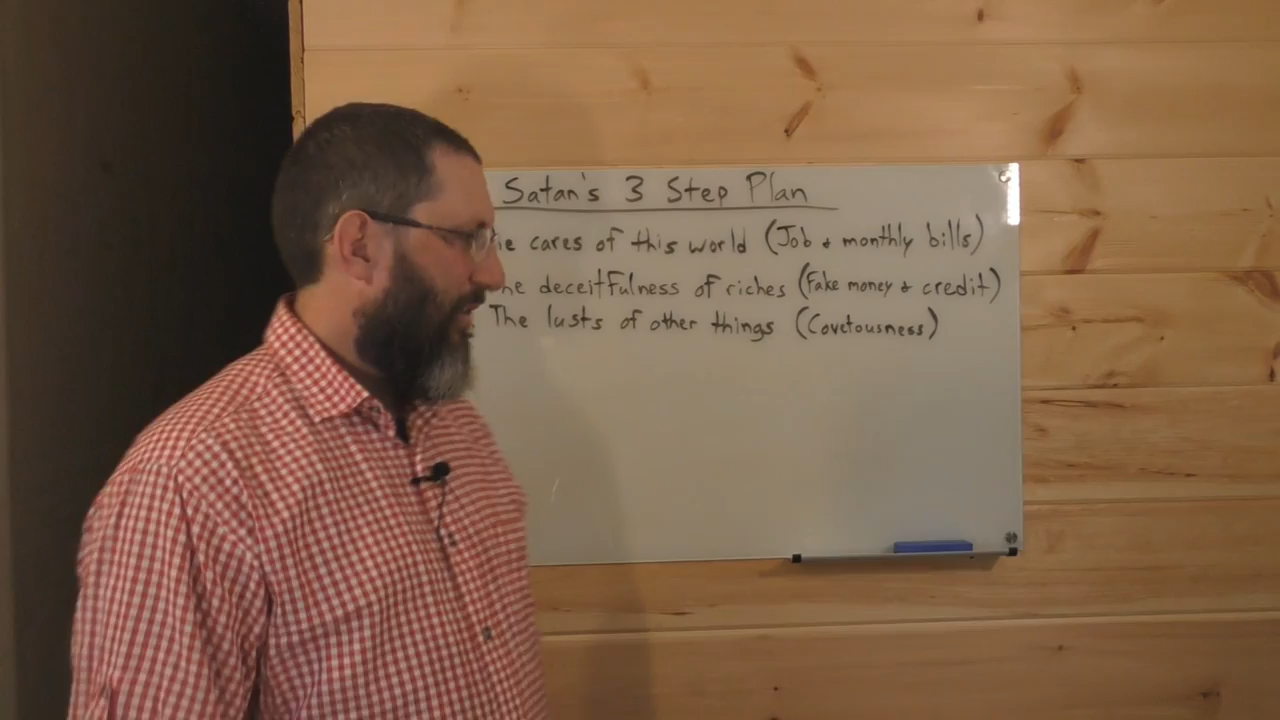 Satan's 3 Step Plan
cares of this world (Job & monthly bills)
deceitfulness of riches (Fake money & credit)
The lusts of other things (Covetousness)